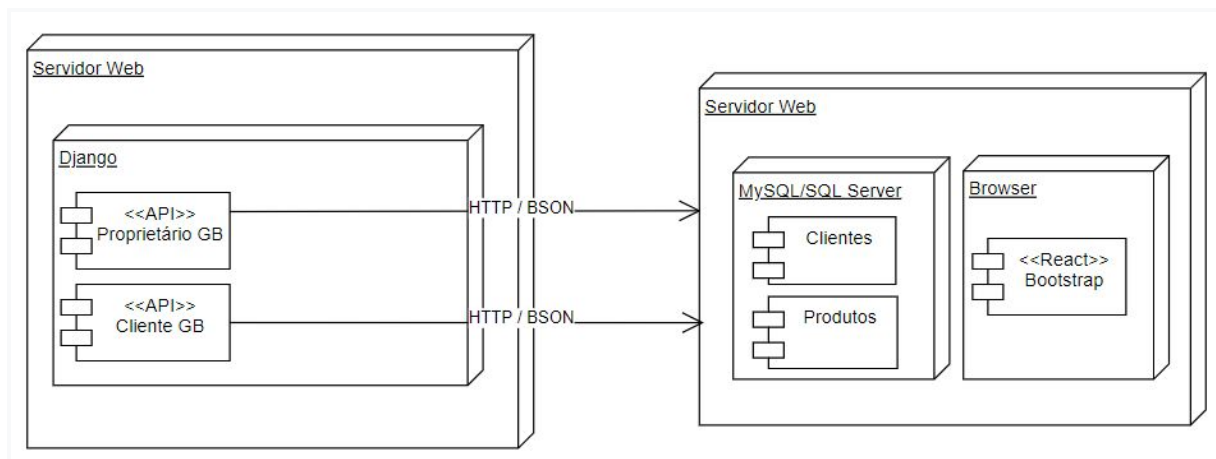 Servidor Web
Django
<<API>>
Proprietário GB
HTTP / BSON
<<API>>
Cliente GB
HTTP / BSON
Servidor Web
MySQL/SQL Server
Clientes
Produtos
Browser
<<React>>
Bootstrap